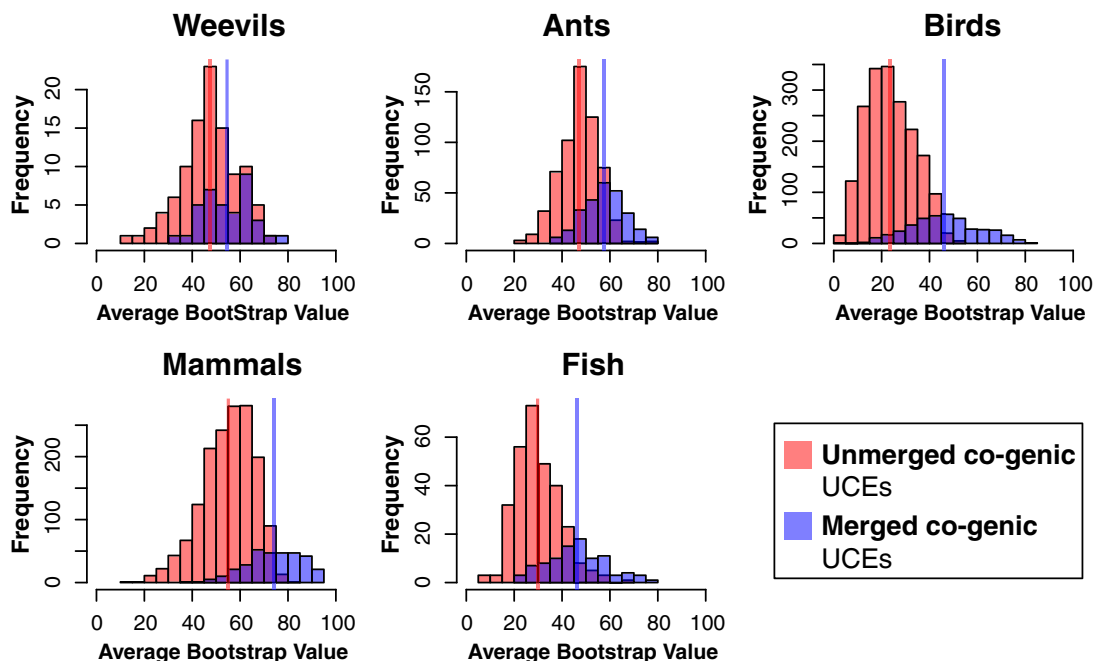 Weevils
Frequency
0 5 10 15 20
0 20 40 60 80 100
Average BootStrap Value
Ants
Frequency
0 50 100 150
0 20 40 60 80 100
Average Bootstrap Value
Birds
Frequency
0 100 200 300
0 20 40 60 80 100
Average Bootstrap Value
Mammals
Frequency
0 100 200
0 20 40 60 80 100
Average Bootstrap Value
Fish
Frequency
0 20 40 60
0 20 40 60 80 100
Average Bootstrap Value
Unmerged co-genic
UCEs
Merged co-genic
UCEs